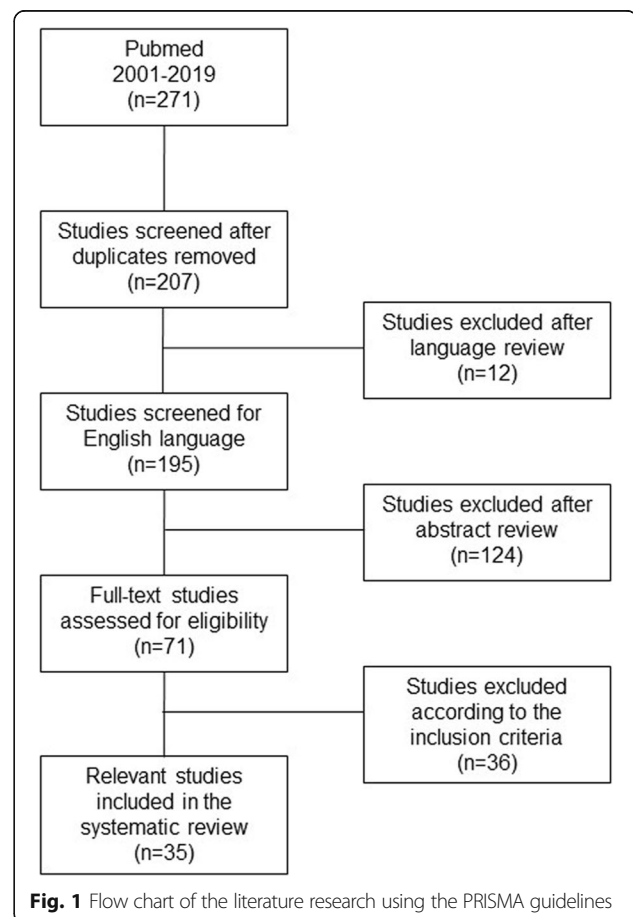 Pubmed
2001-2019
(n=271)
Studies screened after
duplicates removed
(n=207)
Studies excluded after
language review
(n=12)
Studies screened for
English language
(n=195)
Studies excluded after
abstract review
(n=124)
Full-text studies
assessed for eligibility
(n=71)
Studies excluded
according to the
inclusion criteria
(n=36)
Relevant studies
included in the
systematic review
(n=35)
Fig. 1 Flow chart of the literature research using the PRISMA guidelines